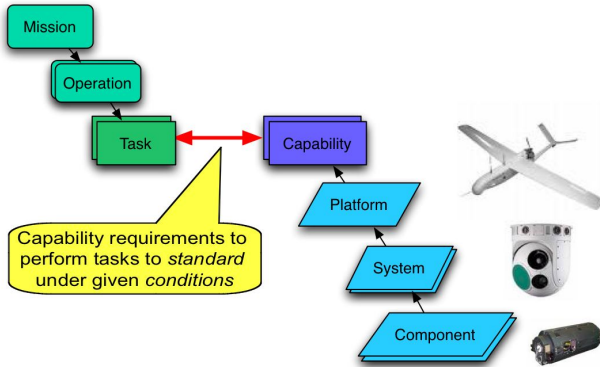 Mission
Operation
Task
Capability
Platform
System
Component
Capability requirements to
perform tasks to standard
under given conditions